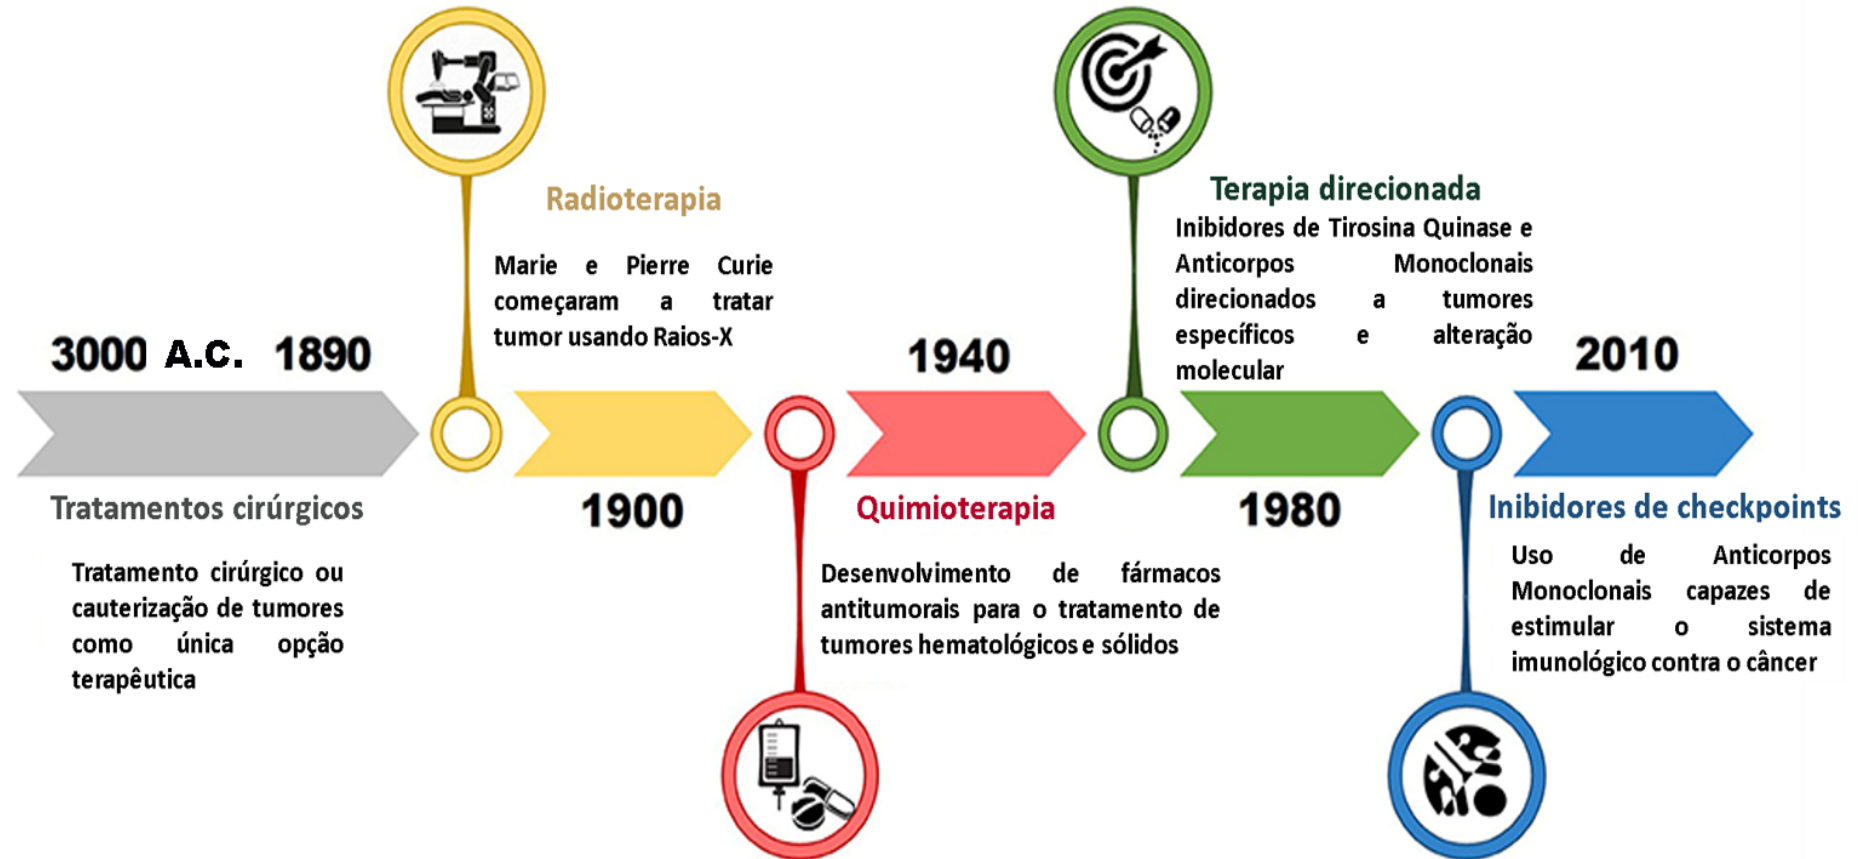 3000 A.C. 1890
Tratamentos cirúrgicos
Tratamento cirúrgico ou
cauterização de tumores
como única opção
terapêutica
Radioterapia
Marie e Pierre Curie
começaram a tratar
tumor usando Raios-X
1900
1940
Quimioterapia
Desenvolvimento de fármacos
antitumorais para o tratamento de
tumores hematológicos e sólidos
Terapia direcionada
Inibidores de Tirosina Quinase e
Anticorpos Monoclonais
direcionados a tumores
específicos e alteração
molecular
1980
2010
Inibidores de checkpoints
Uso de Anticorpos
Monoclonais capazes de
estimular o sistema
imunológico contra o câncer